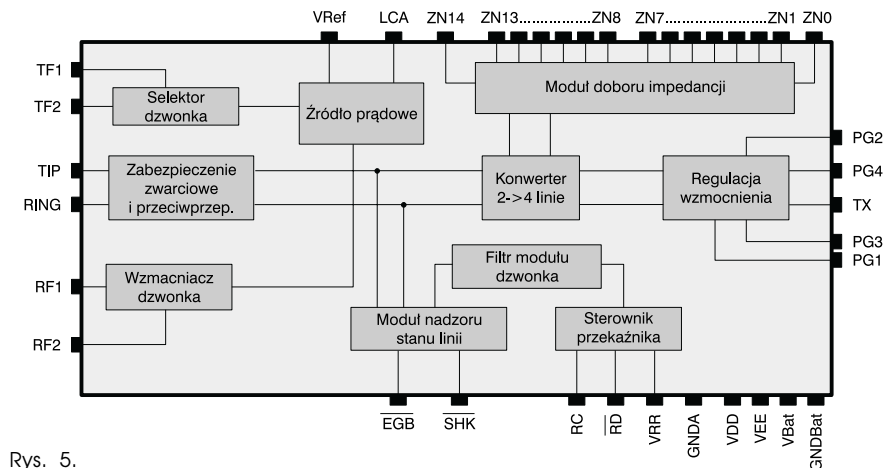 VRef LCA ZN14 ZN13..............ZN8 ZN7.....................ZN1 ZN0
TF1
TF2
TIP
RING
RF1
RF2
Selektor
dzwonka
Źródło prądowe
Moduł doboru impedancji
Zabezpieczenie
zwarciowe
i przeciwprzep.
Konwerter
2->4 linie
Regulacja
wzmocnienia
PG2
PG4
TX
PG3
PG1
Wzmacniacz
dzwonka
Filtr modułu
dzwonka
Moduł nadzoru
stanu linii
Sterownik
przekaźnika
EGB
SHK
RC
RD
VRR
GNDA
VDD
VEE
VBat
GNDBat
Rys. 5.